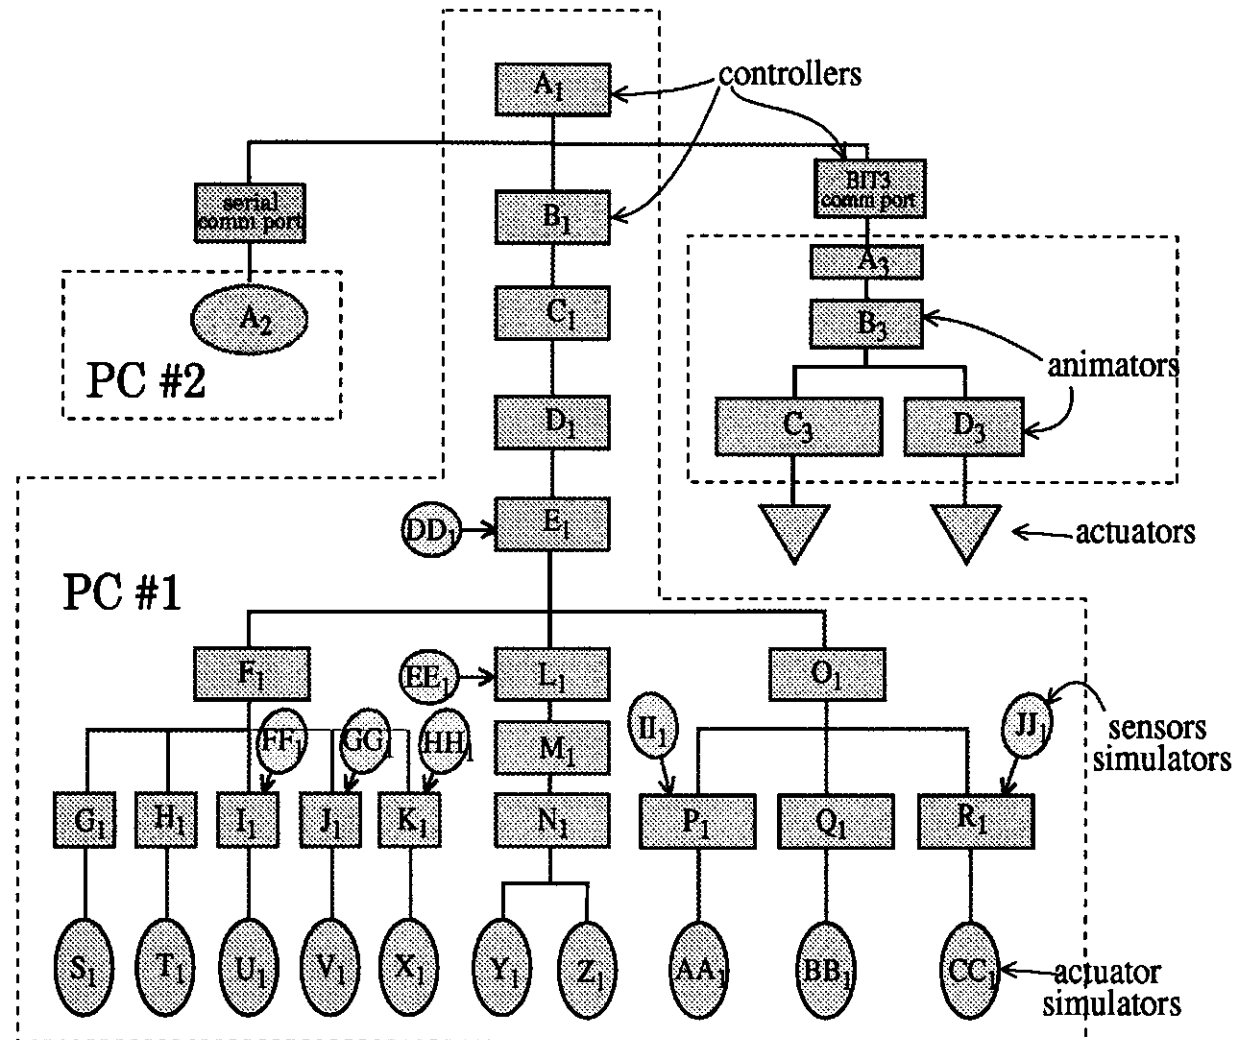 A1
controllers
serial
comm port
B1
BIT3
comm port
A3
A2
C1
B3
PC #2
animators
D1
C3
D3
DD1
E1
actuators
PC #1
F1
EE1
L1
O1
FF1
GG1
HH1
M1
II1
JJ1
sensors
simulators
G1
H1
I1
J1
K1
N1
P1
Q1
R1
S1
T1
U1
V1
X1
Y1
Z1
AA1
BB1
CC1
actuator
simulators